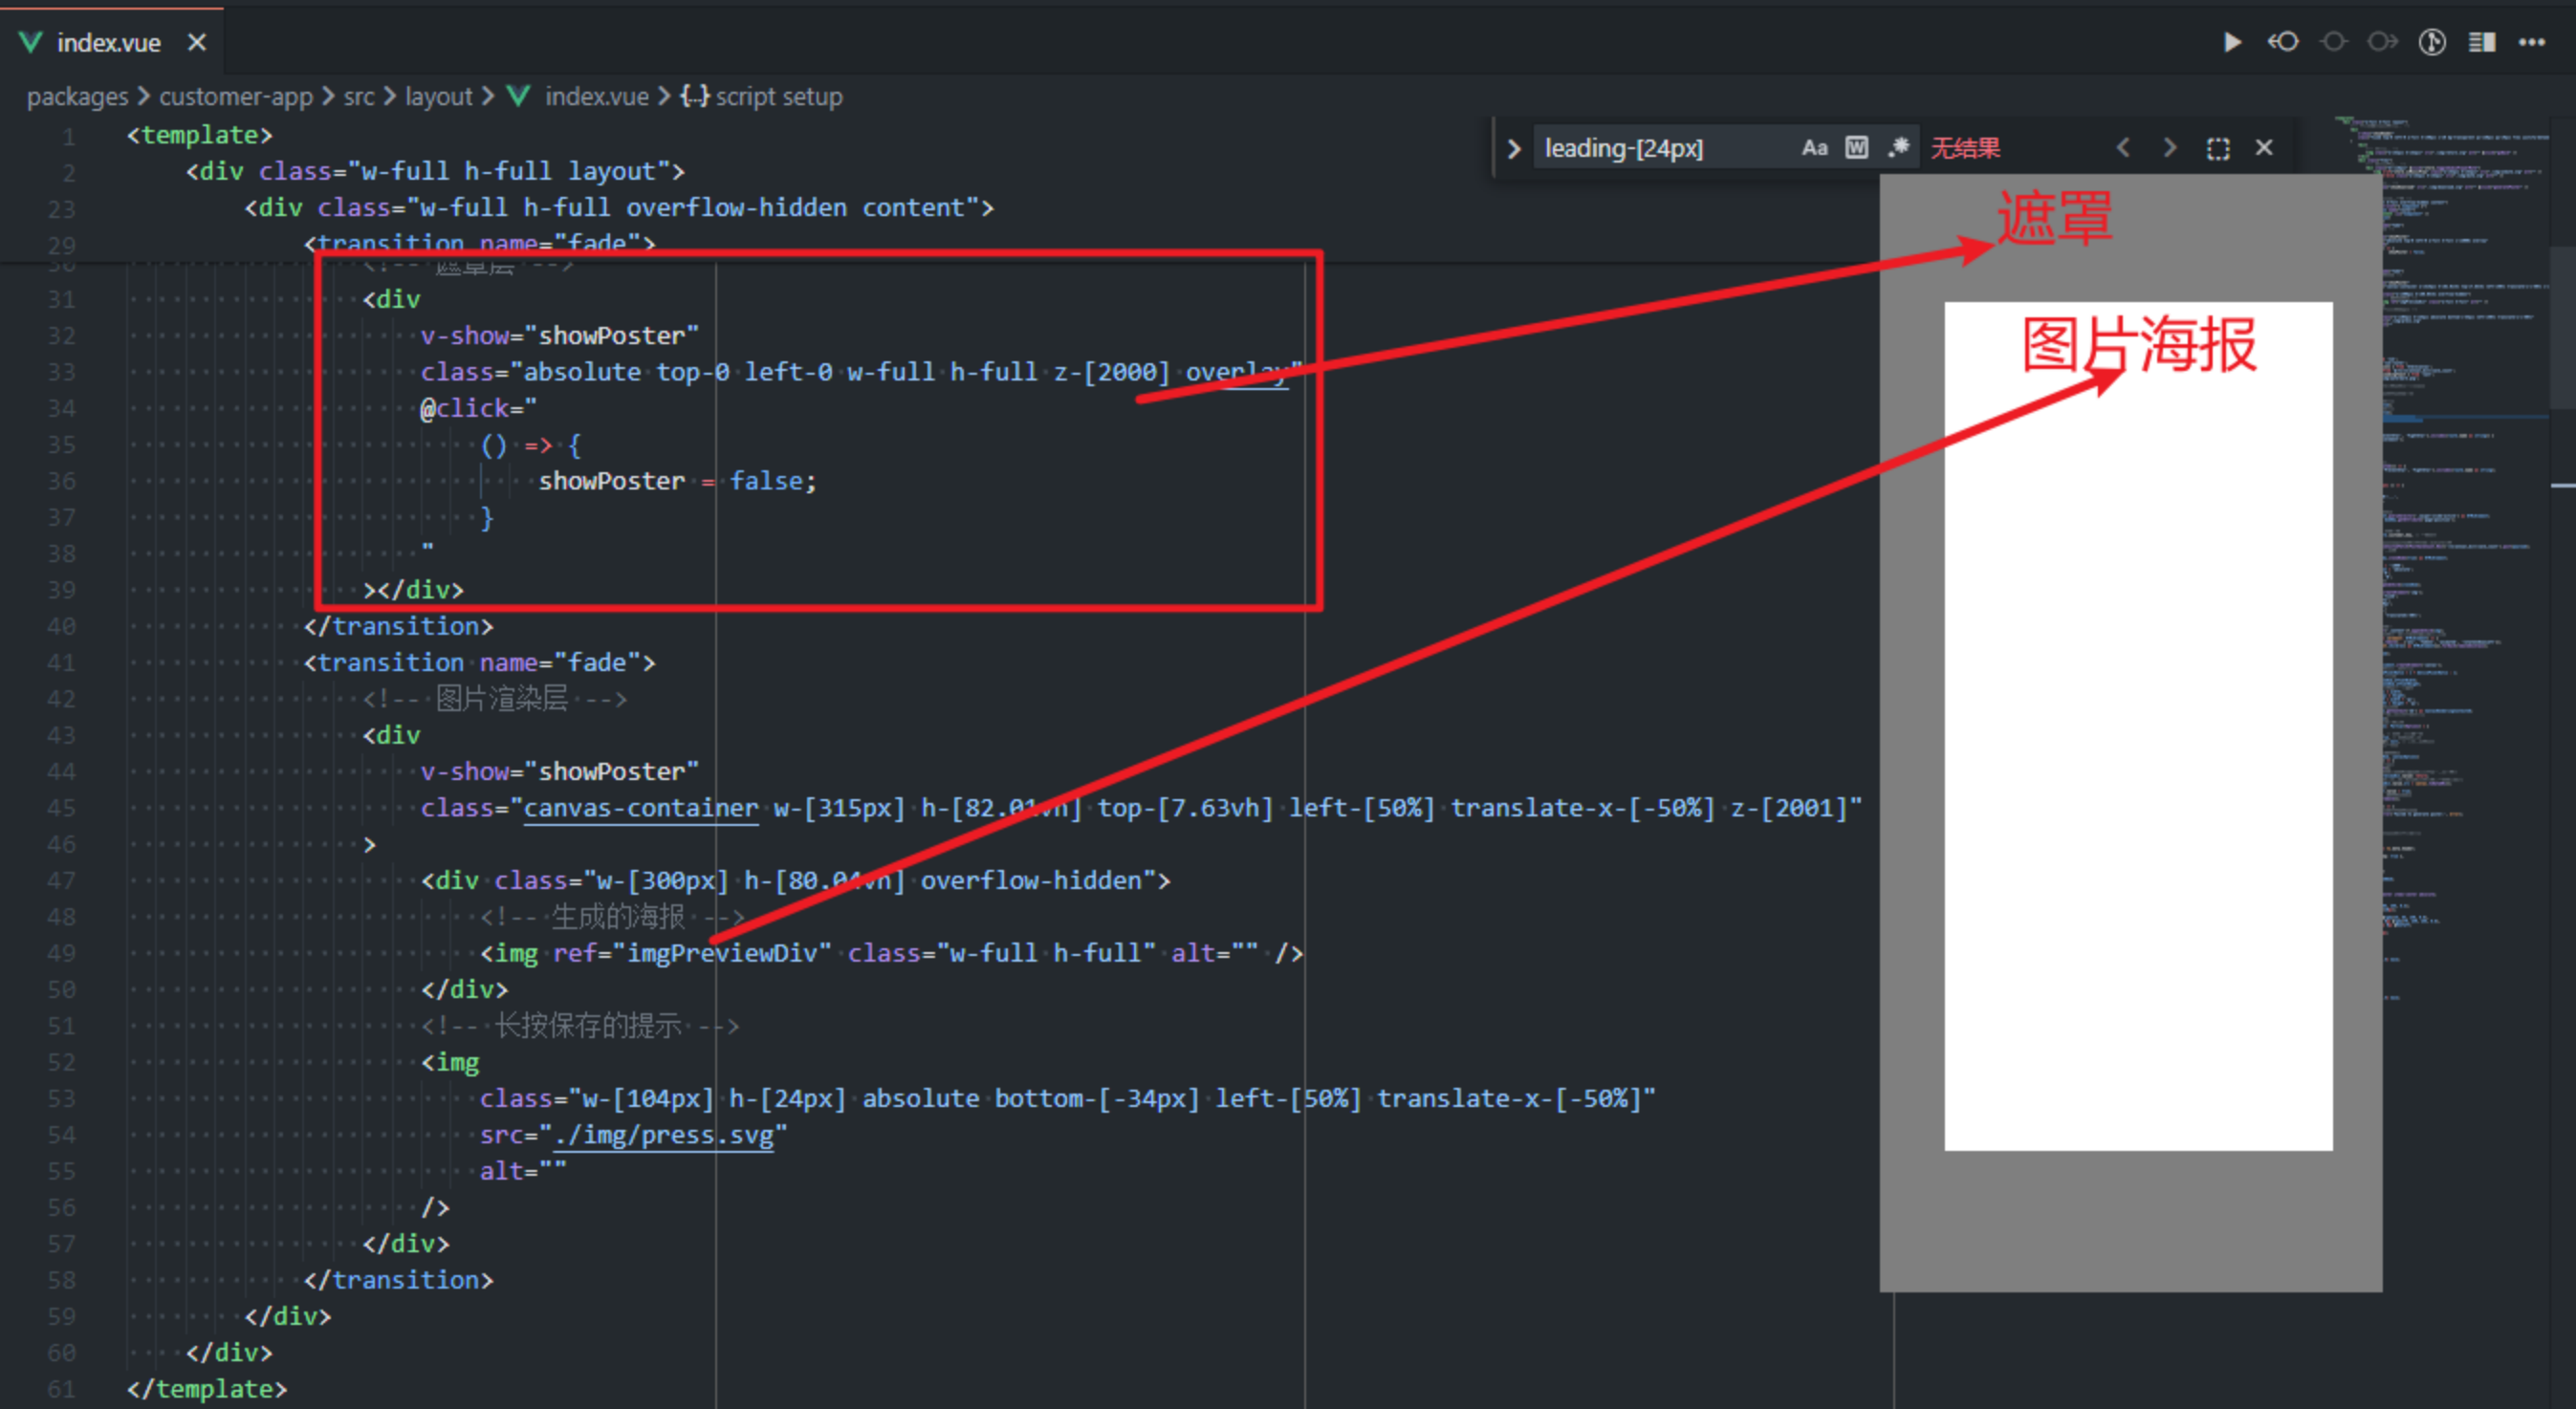 index.vue
packages > customer-app > src > layout > index.vue > {...} script setup
leading-[24px] Aa W .* 无结果
1 <template>
2 <div class="w-full h-full layout">
23 <div class="w-full h-full overflow-hidden content">
29 <transition name="fade">
30 <!-- 遮罩层 -->
31 <div
32 v-show="showPoster"
33 class="absolute top-0 left-0 w-full h-full z-[2000] overlay"
34 @click="
35 () => {
36 showPoster = false;
37 }
38 "
39 ></div>
40 </transition>
41 <transition name="fade">
42 <!-- 图片渲染层 -->
43 <div
44 v-show="showPoster"
45 class="canvas-container w-[315px] h-[82.01vh] top-[7.63vh] left-[50%] translate-x-[-50%] z-[2001]"
46 >
47 <div class="w-[300px] h-[80.04vh] overflow-hidden">
48 <!-- 生成的海报 -->
49 <img ref="imgPreviewDiv" class="w-full h-full" alt="" />
50 </div>
51 <!-- 长按保存的提示 -->
52 <img
53 class="w-[104px] h-[24px] absolute bottom-[-34px] left-[50%] translate-x-[-50%]"
54 src="./img/press.svg"
55 alt=""
56 />
57 </div>
58 </transition>
59 </div>
60 </div>
61 </template>
遮罩
图片海报